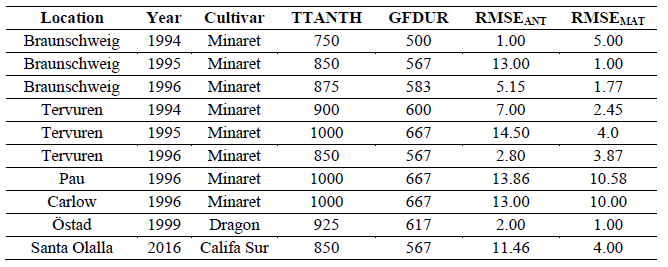 Location Year Cultivar TTANTH GFDUR RMSEANT RMSEMAT
Braunschweig 1994 Minaret 750 500 1.00 5.00
Braunschweig 1995 Minaret 850 567 13.00 1.00
Braunschweig 1996 Minaret 875 583 5.15 1.77
Tervuren 1994 Minaret 900 600 7.00 2.45
Tervuren 1995 Minaret 1000 667 14.50 4.0
Tervuren 1996 Minaret 850 567 2.80 3.87
Pau 1996 Minaret 1000 667 13.86 10.58
Carlow 1996 Minaret 1000 667 13.00 10.00
Östad 1999 Dragon 925 617 2.00 1.00
Santa Olalla 2016 Califa Sur 850 567 11.46 4.00